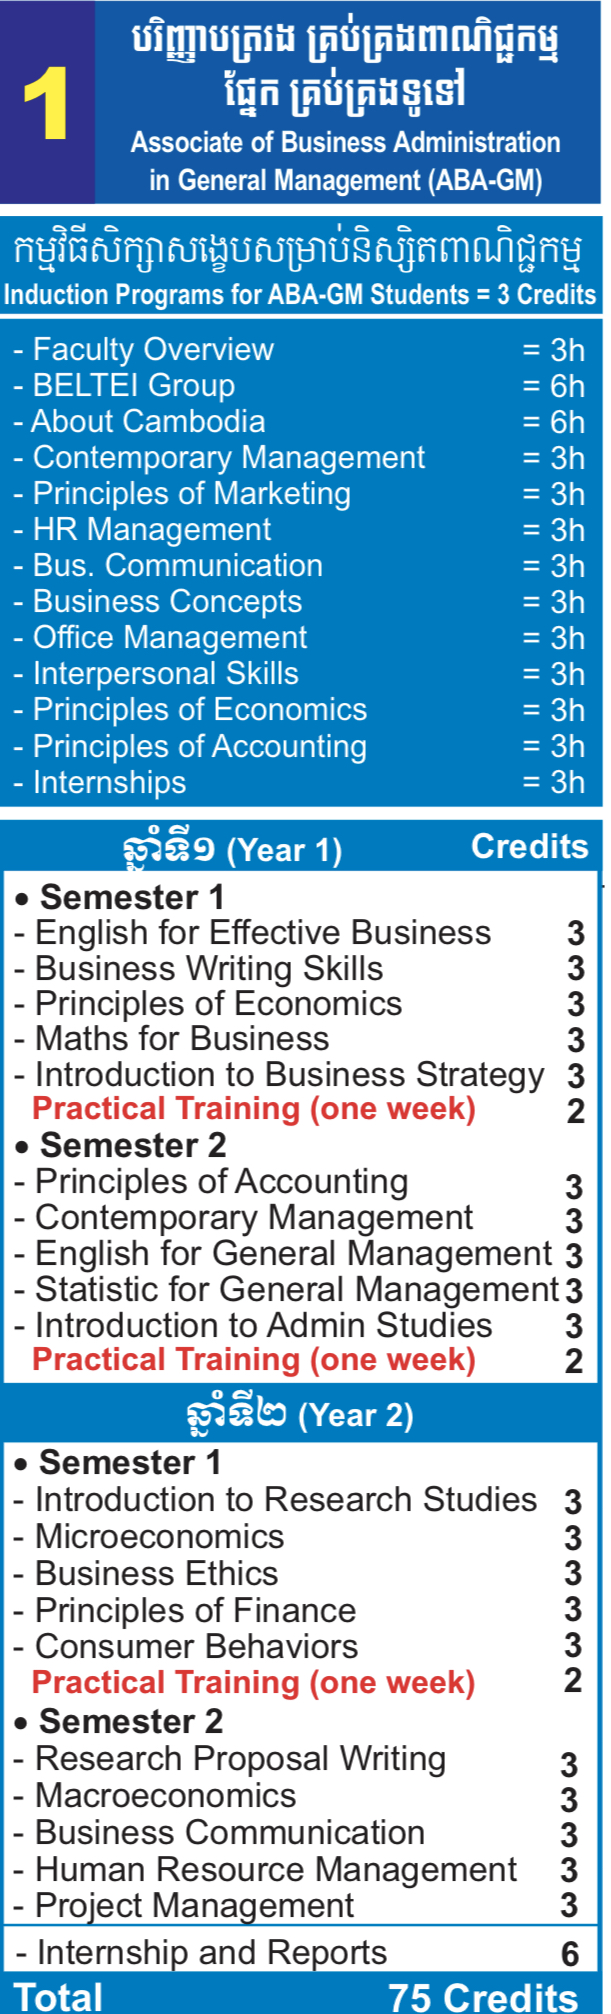 1
បរិញ្ញាបត្ររង គ្រប់គ្រងពាណិជ្ជកម្ម
ផ្នែក គ្រប់គ្រងទូទៅ
Associate of Business Administration
in General Management (ABA-GM)
កម្មវិធីសិក្សាសង្ខេបសម្រាប់និស្សិតពាណិជ្ជកម្ម
Induction Programs for ABA-GM Students = 3 Credits
- Faculty Overview = 3h
- BELTEI Group = 6h
- About Cambodia = 6h
- Contemporary Management = 3h
- Principles of Marketing = 3h
- HR Management = 3h
- Bus. Communication = 3h
- Business Concepts = 3h
- Office Management = 3h
- Interpersonal Skills = 3h
- Principles of Economics = 3h
- Principles of Accounting = 3h
- Internships = 3h
ឆ្នាំទី១ (Year 1) Credits
• Semester 1
- English for Effective Business 3
- Business Writing Skills 3
- Principles of Economics 3
- Maths for Business 3
- Introduction to Business Strategy 3
Practical Training (one week) 2
• Semester 2
- Principles of Accounting 3
- Contemporary Management 3
- English for General Management 3
- Statistic for General Management 3
- Introduction to Admin Studies 3
Practical Training (one week) 2
ឆ្នាំទី២ (Year 2)
• Semester 1
- Introduction to Research Studies 3
- Microeconomics 3
- Business Ethics 3
- Principles of Finance 3
- Consumer Behaviors 3
Practical Training (one week) 2
• Semester 2
- Research Proposal Writing 3
- Macroeconomics 3
- Business Communication 3
- Human Resource Management 3
- Project Management 3
- Internship and Reports 6
Total 75 Credits